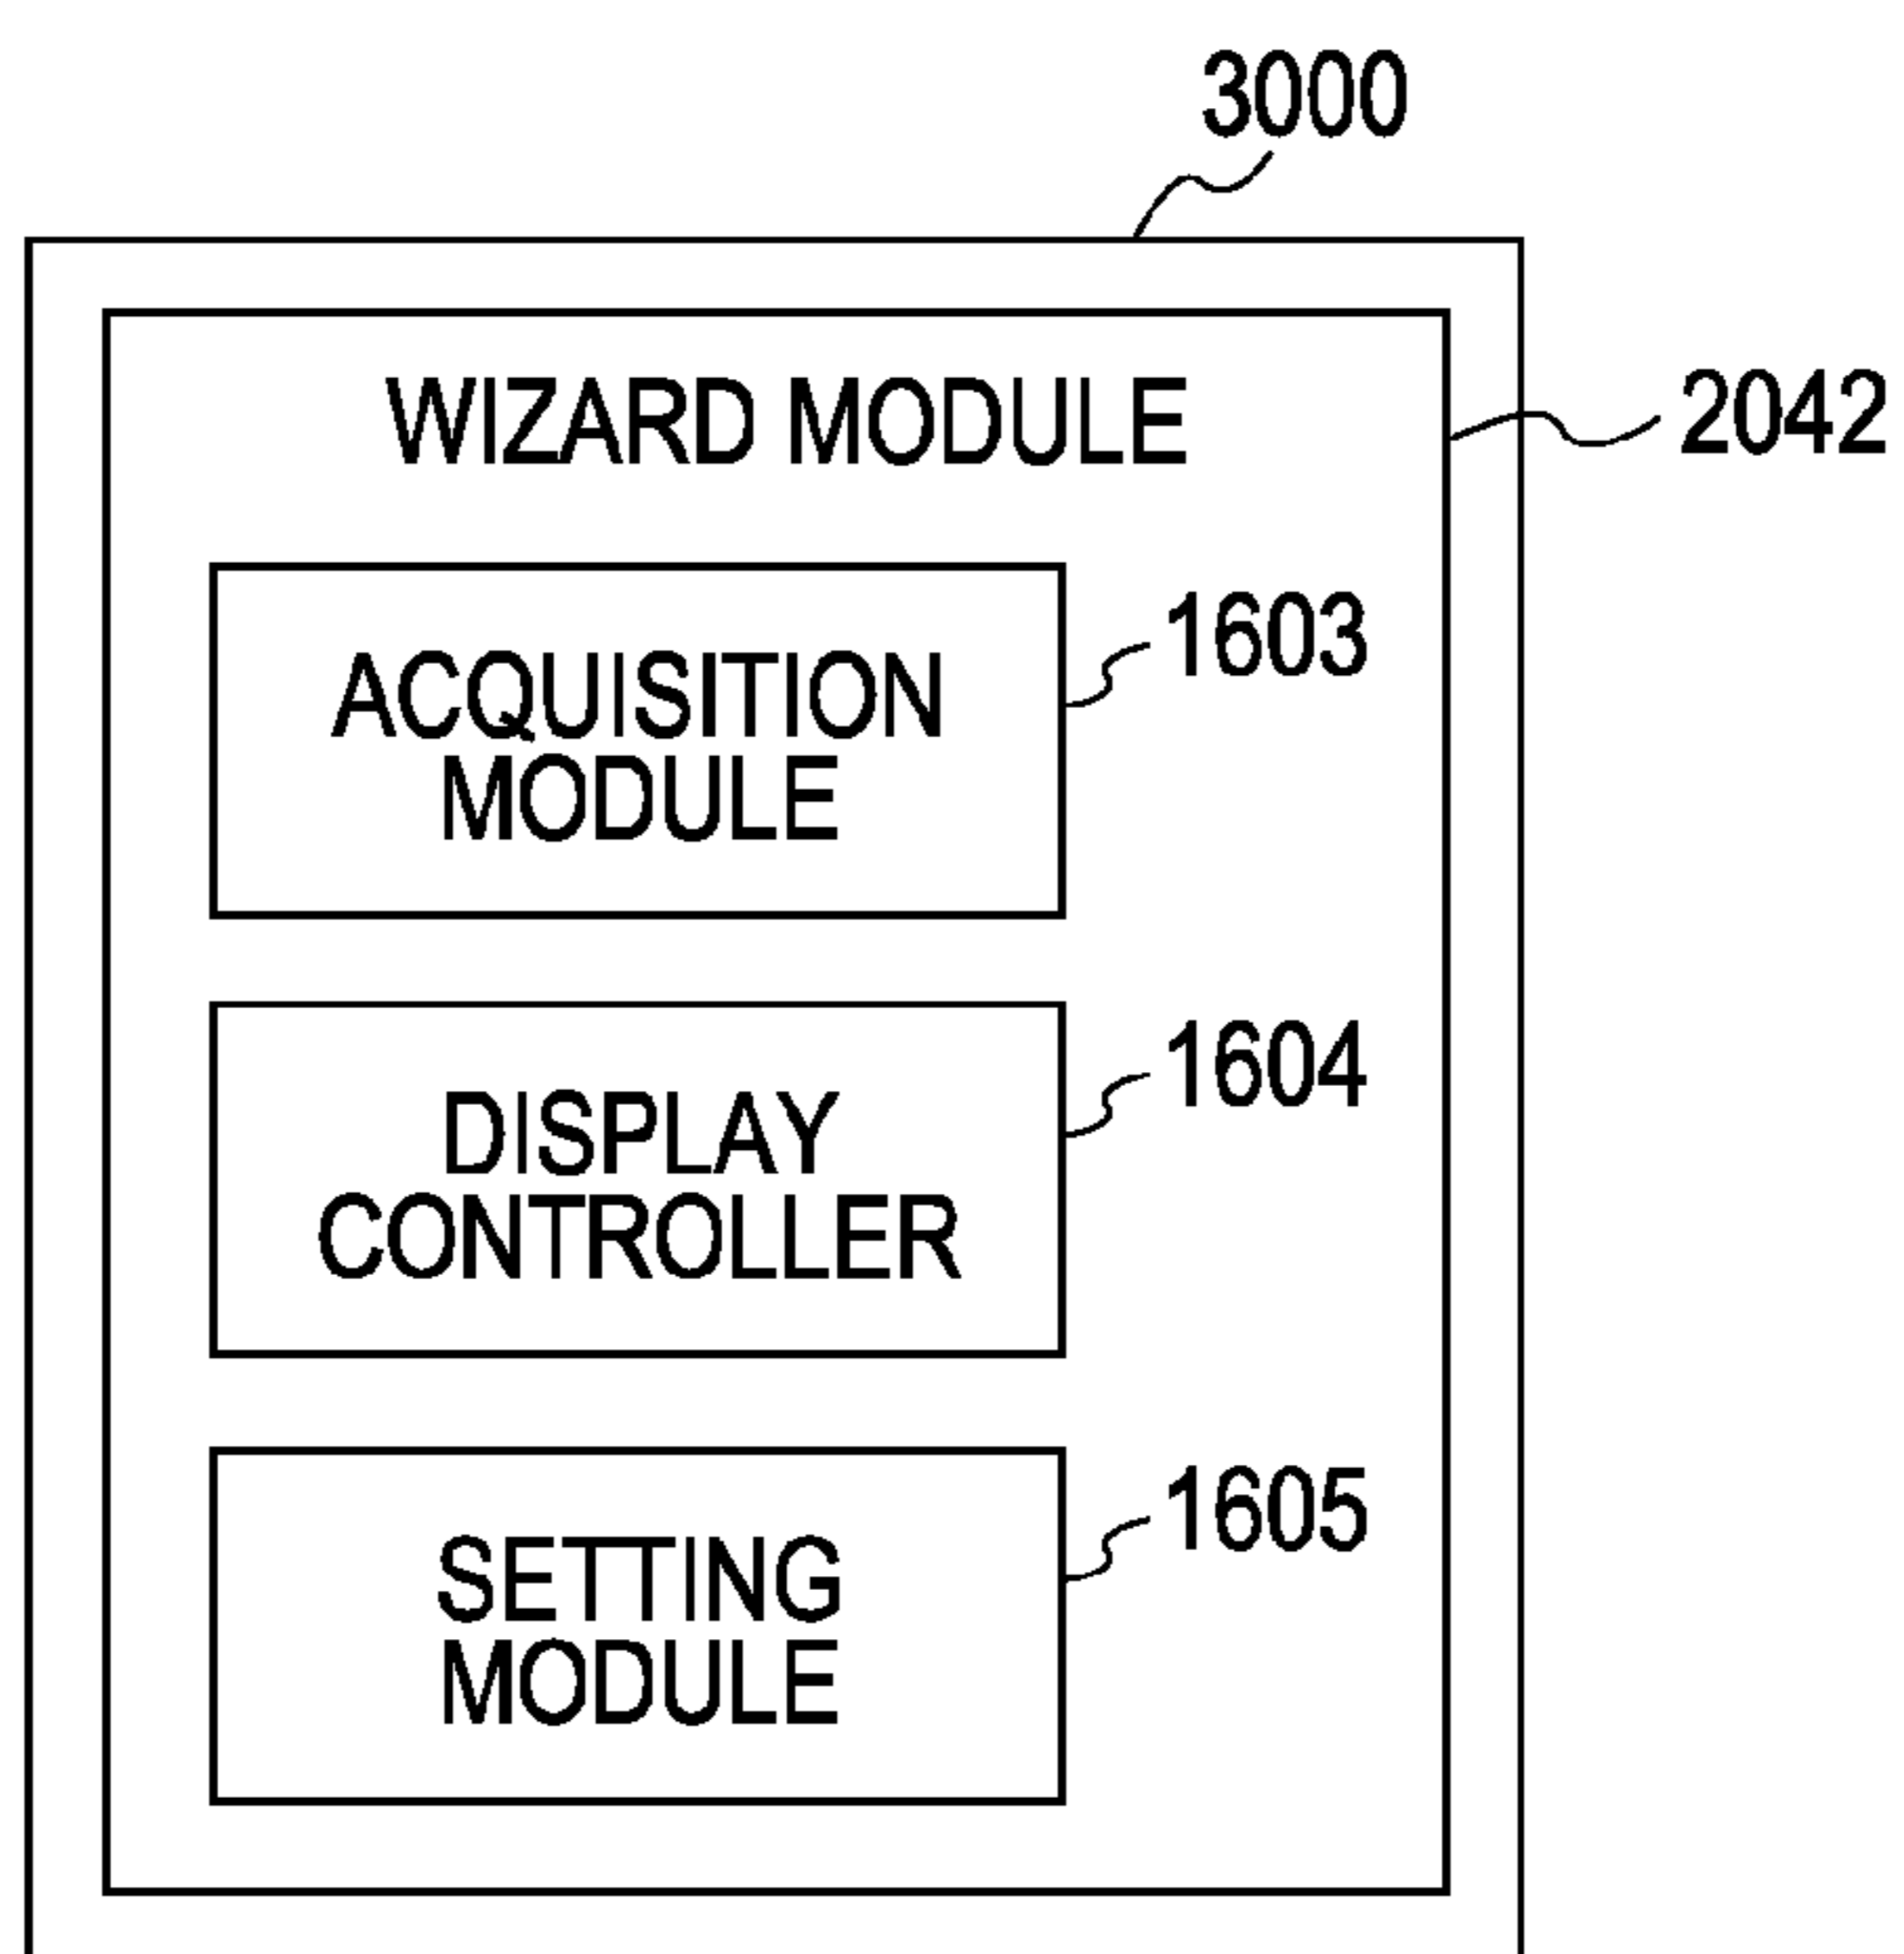 3000
WIZARD MODULE
2042
ACQUISITION
MODULE
1603
DISPLAY
CONTROLLER
1604
SETTING
MODULE
1605